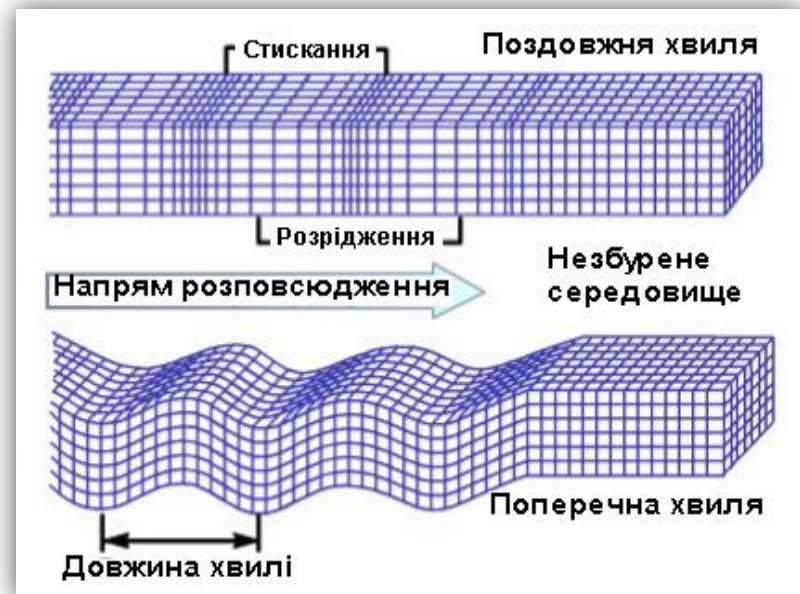 Стискання
Поздовжня хвиля
Розрідження
Незбурене
середовище
Напрям розповсюдження
Поперечна хвиля
Довжина хвилі